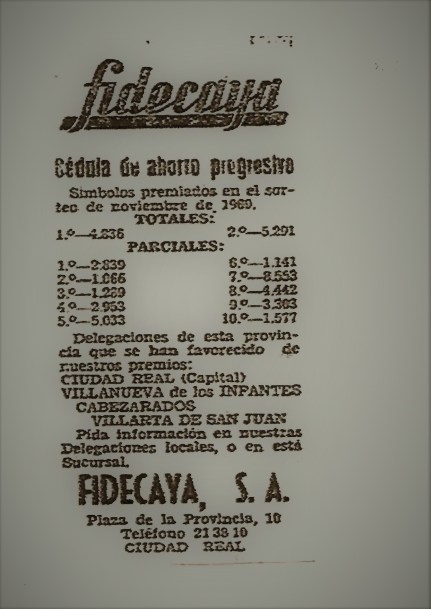 fidecaya
Cédula de ahorro progresivo
Símbolos premiados en el sor-
teo de noviembre de 1969.
TOTALES:
1.º—4.836 2.º—5.291
PARCIALES:
1.º—2.839 6.º—1.141
2.º—1.066 7.º—8.553
3.º—1.289 8.º—4.442
4.º—2.953 9.º—3.383
5.º—5.033 10.º—1.577
Delegaciones de esta provin-
cia que se han favorecido de
nuestros premios:
CIUDAD REAL (Capital)
VILLANUEVA de los INFANTES
CABEZARADOS
VILLARTA DE SAN JUAN
Pida información en nuestras
Delegaciones locales, o en está
Sucursal.
FIDECAYA, S. A.
Plaza de la Provincia, 10
Teléfono 21 38 10
CIUDAD REAL